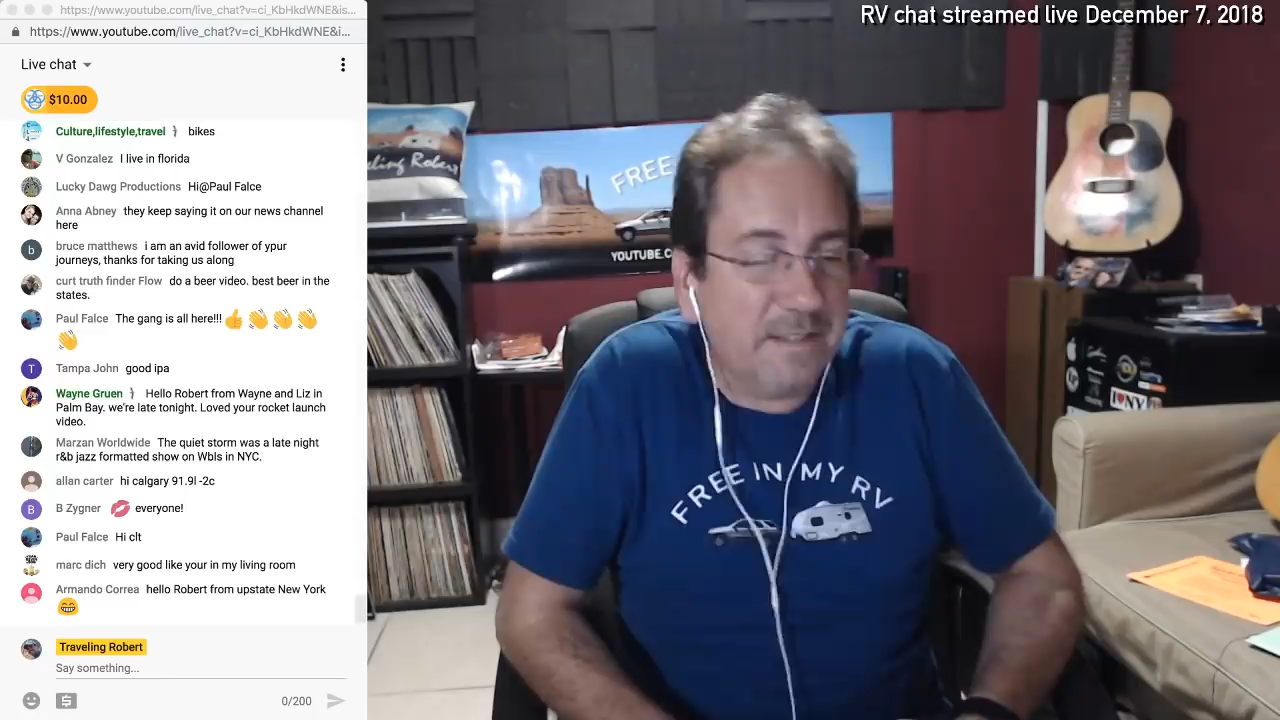 https://www.youtube.com/live_chat?v=ci_KbHkdWNE&is...
https://www.youtube.com/live_chat?v=ci_KbHkdWNE&i...
Live chat
$10.00
Culture,lifestyle,travel bikes
V Gonzalez I live in florida
Lucky Dawg Productions Hi@Paul Falce
Anna Abney they keep saying it on our news channel
here
b
bruce matthews i am an avid follower of ypur
journeys, thanks for taking us along
curt truth finder Flow do a beer video. best beer in the
states.
Paul Falce The gang is all here!!! 👍👋👋👋
👋
T
Tampa John good ipa
Wayne Gruen Hello Robert from Wayne and Liz in
Palm Bay. we're late tonight. Loved your rocket launch
video.
Marzan Worldwide The quiet storm was a late night
r&b jazz formatted show on Wbls in NYC.
allan carter hi calgary 91.9l -2c
B
B Zygner 💋 everyone!
Paul Falce Hi clt
marc dich very good like your in my living room
Armando Correa hello Robert from upstate New York
😁
Traveling Robert
Say something...
0/200
RV chat streamed live December 7, 2018
Robert
FREE
YOUTUBE.C
FREE IN MY RV
I♥NY